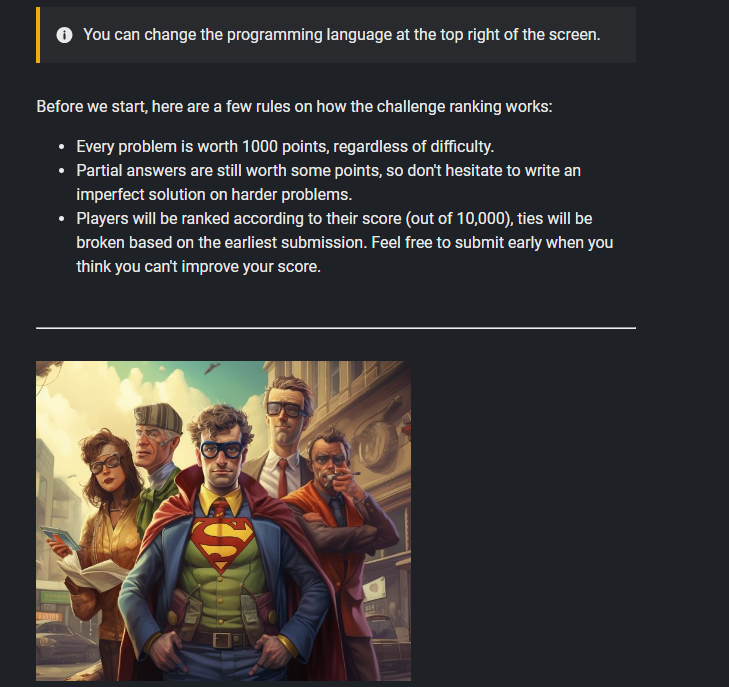 You can change the programming language at the top right of the screen.
Before we start, here are a few rules on how the challenge ranking works:
• Every problem is worth 1000 points, regardless of difficulty.
• Partial answers are still worth some points, so don't hesitate to write an
imperfect solution on harder problems.
• Players will be ranked according to their score (out of 10,000), ties will be
broken based on the earliest submission. Feel free to submit early when you
think you can't improve your score.
S